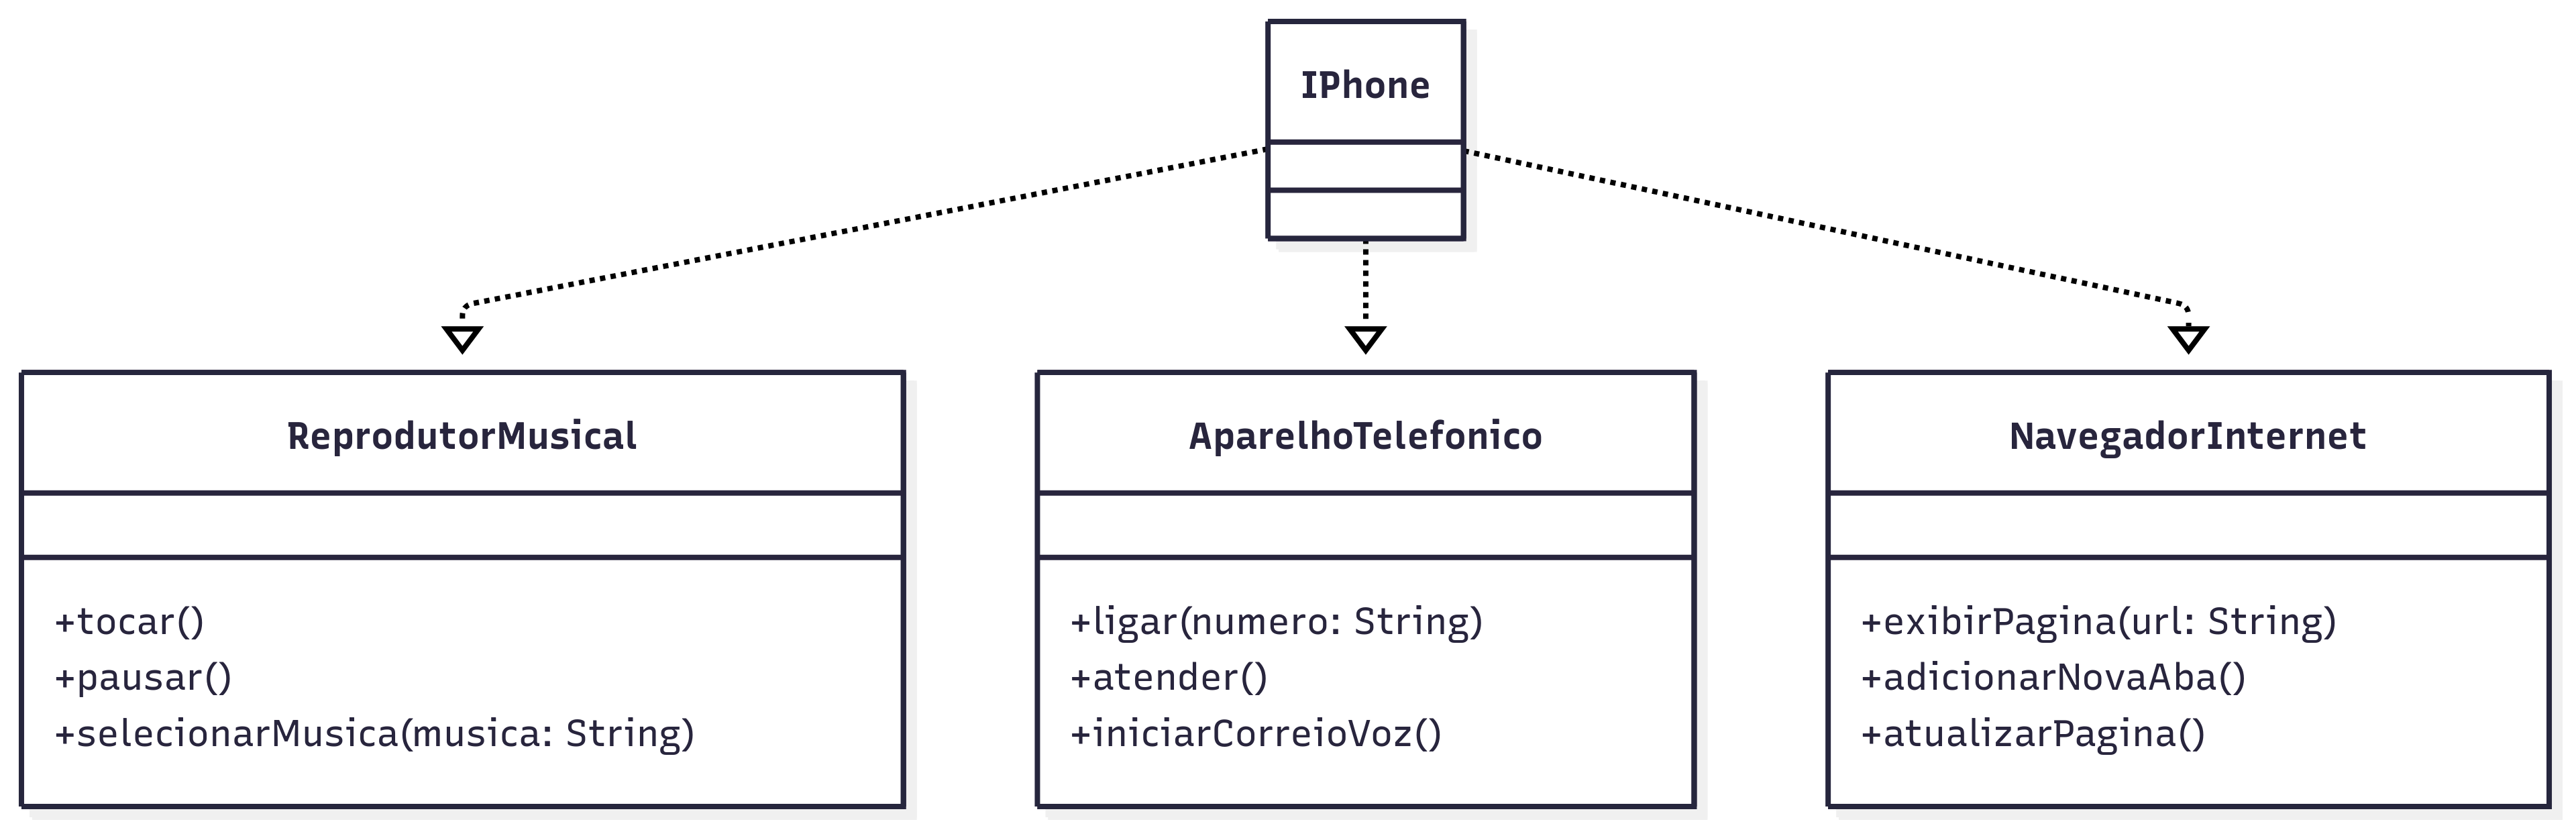 IPhone
ReprodutorMusical
+tocar()
+pausar()
+selecionarMusica(musica: String)
AparelhoTelefonico
+ligar(numero: String)
+atender()
+iniciarCorreioVoz()
NavegadorInternet
+exibirPagina(url: String)
+adicionarNovaAba()
+atualizarPagina()